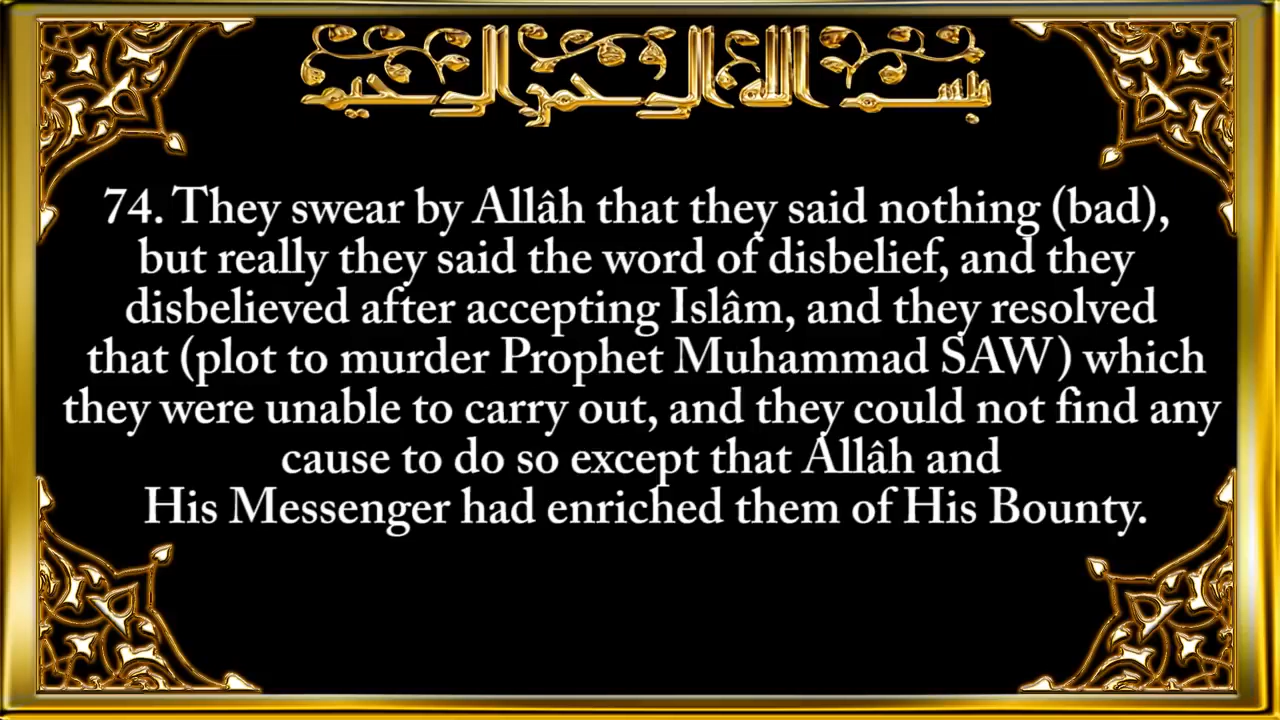 بسم الله الرحمن الرحيم
74. They swear by Allâh that they said nothing (bad),
but really they said the word of disbelief, and they
disbelieved after accepting Islâm, and they resolved
that (plot to murder Prophet Muhammad SAW) which
they were unable to carry out, and they could not find any
cause to do so except that Allâh and
His Messenger had enriched them of His Bounty.